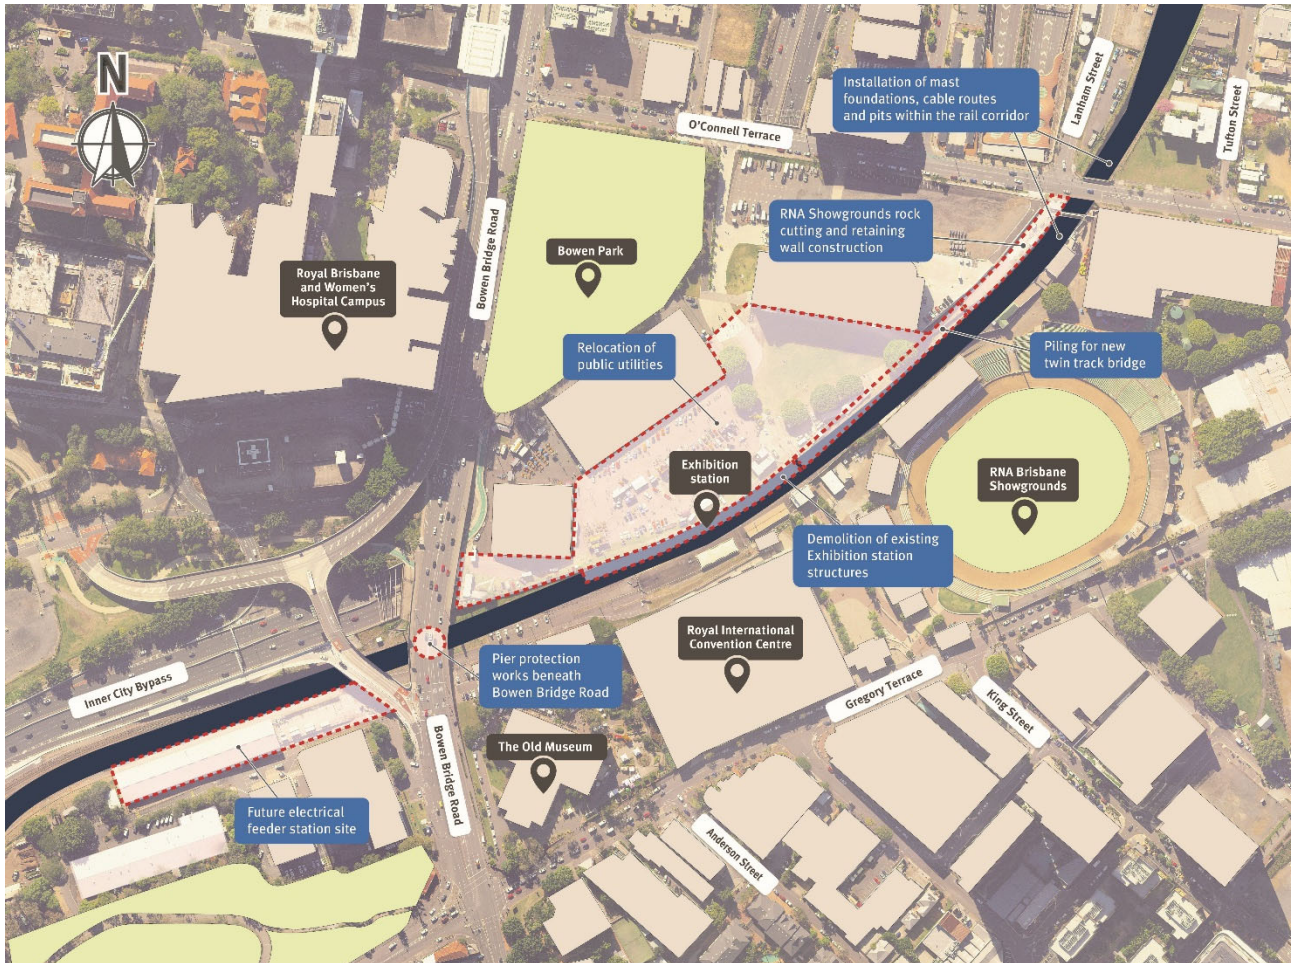 N
Installation of mast
foundations, cable routes
and pits within the rail corridor
Lanham Street
Tufton Street
O'Connell Terrace
RNA Showgrounds rock
cutting and retaining
wall construction
Bowen Bridge Road
Bowen Park
Royal Brisbane
and Women's
Hospital Campus
Relocation of
public utilities
Piling for new
twin track bridge
Exhibition
station
RNA Brisbane
Showgrounds
Demolition of existing
Exhibition station
structures
Royal International
Convention Centre
Pier protection
works beneath
Bowen Bridge Road
Inner City Bypass
Gregory Terrace
King Street
The Old Museum
Bowen Bridge Road
Future electrical
feeder station site
Anderson Street